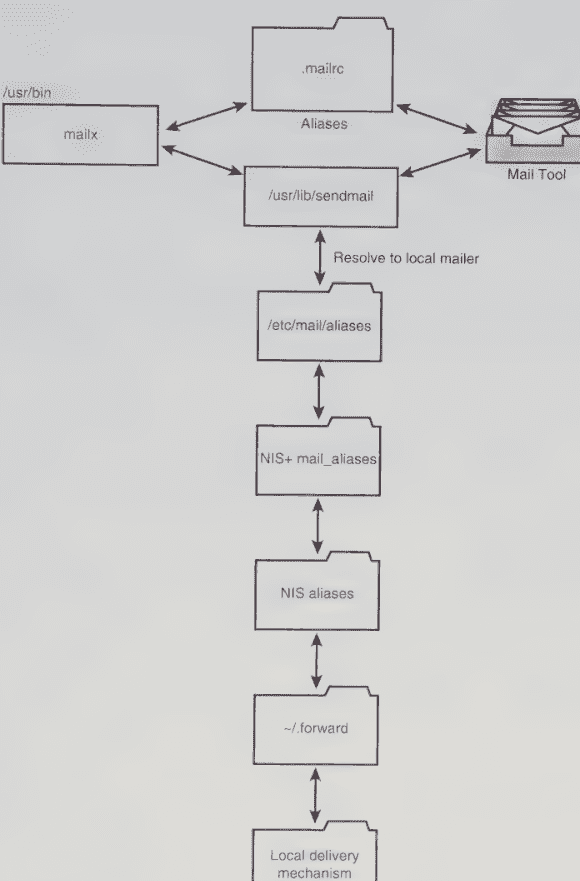 .mailrc
/usr/bin
mailx
Aliases
Mail Tool
/usr/lib/sendmail
Resolve to local mailer
/etc/mail/aliases
NIS+ mail_aliases
NIS aliases
~/.forward
Local delivery
mechanism